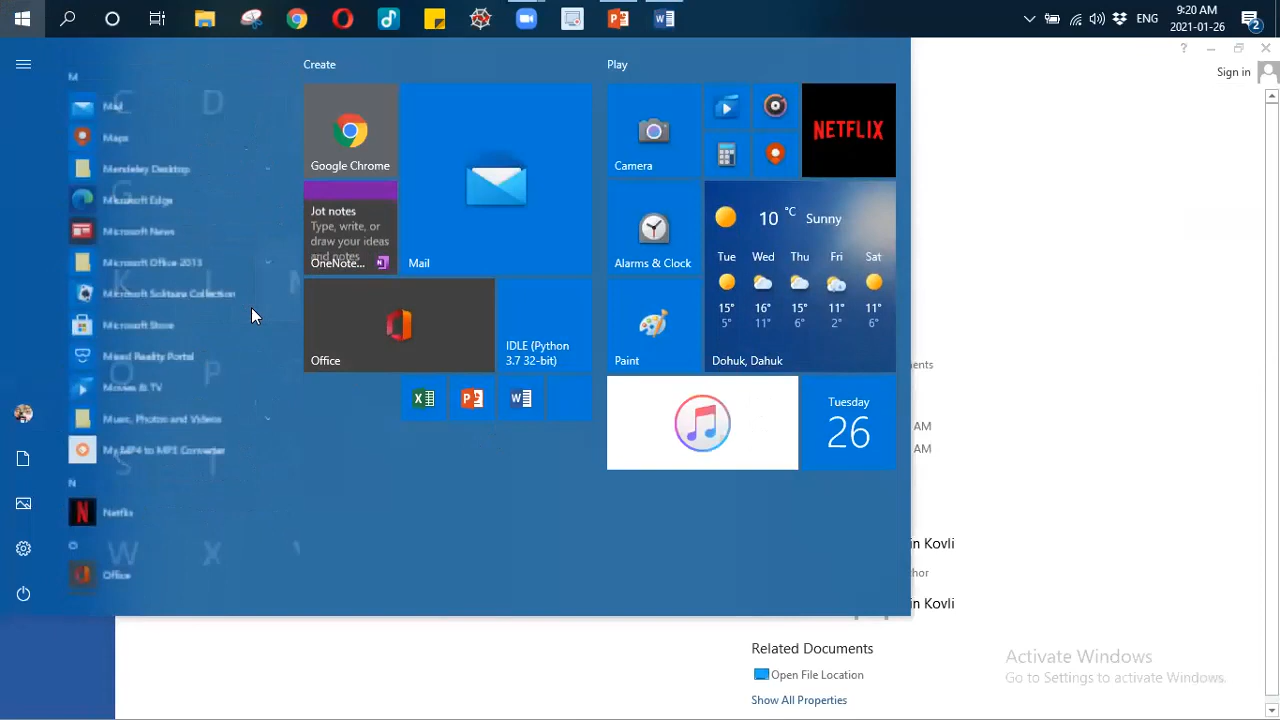 ENG
9:20 AM
2021-01-26
2
Sign in
M
Mail
Maps
Mendeley Desktop
Microsoft Edge
Microsoft News
Microsoft Office 2013
Microsoft Solitaire Collection
Microsoft Store
Mixed Reality Portal
Movies & TV
Music, Photos and Videos
My MP4 to MP3 Converter
N
Netflix
O
Office
C D
G
K L
O P
S T
W X
Create
Google Chrome
Jot notes
Type, write, or
draw your ideas
and notes
OneNote...
Mail
Office
IDLE (Python
3.7 32-bit)
Play
Camera
NETFLIX
Alarms & Clock
10 °C Sunny
Tue Wed Thu Fri Sat
15° 16° 15° 11° 11°
5° 11° 6° 2° 6°
Dohuk, Dahuk
Paint
Tuesday
26
ents
AM
AM
in Kovli
hor
in Kovli
Related Documents
Open File Location
Show All Properties
Activate Windows
Go to Settings to activate Windows.